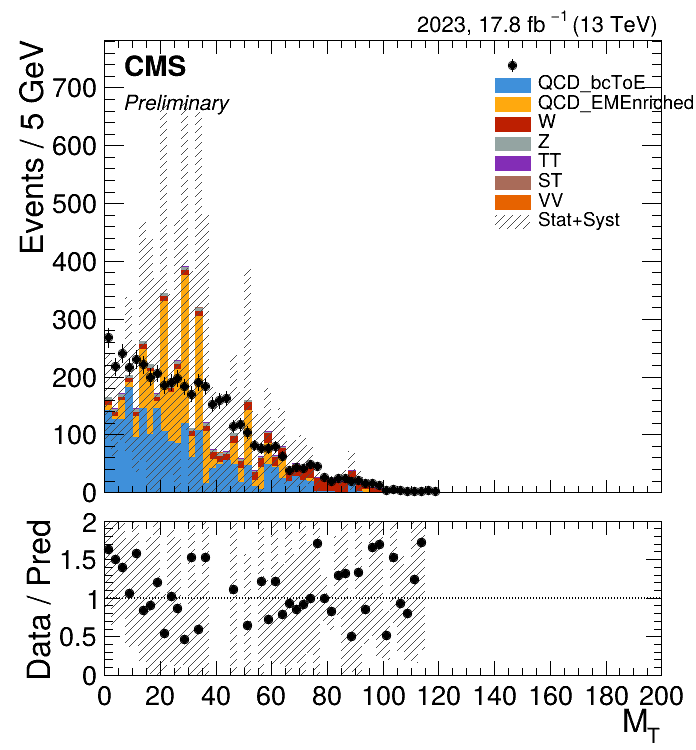 2023, 17.8 fb⁻¹ (13 TeV)
CMS
Preliminary
QCD_bcToE
QCD_EMEnriched
W
Z
TT
ST
VV
Stat+Syst
Events / 5 GeV
700
600
500
400
300
200
100
0
Data / Pred
2
1.5
1
0.5
0
0 20 40 60 80 100 120 140 160 180 200
M_T